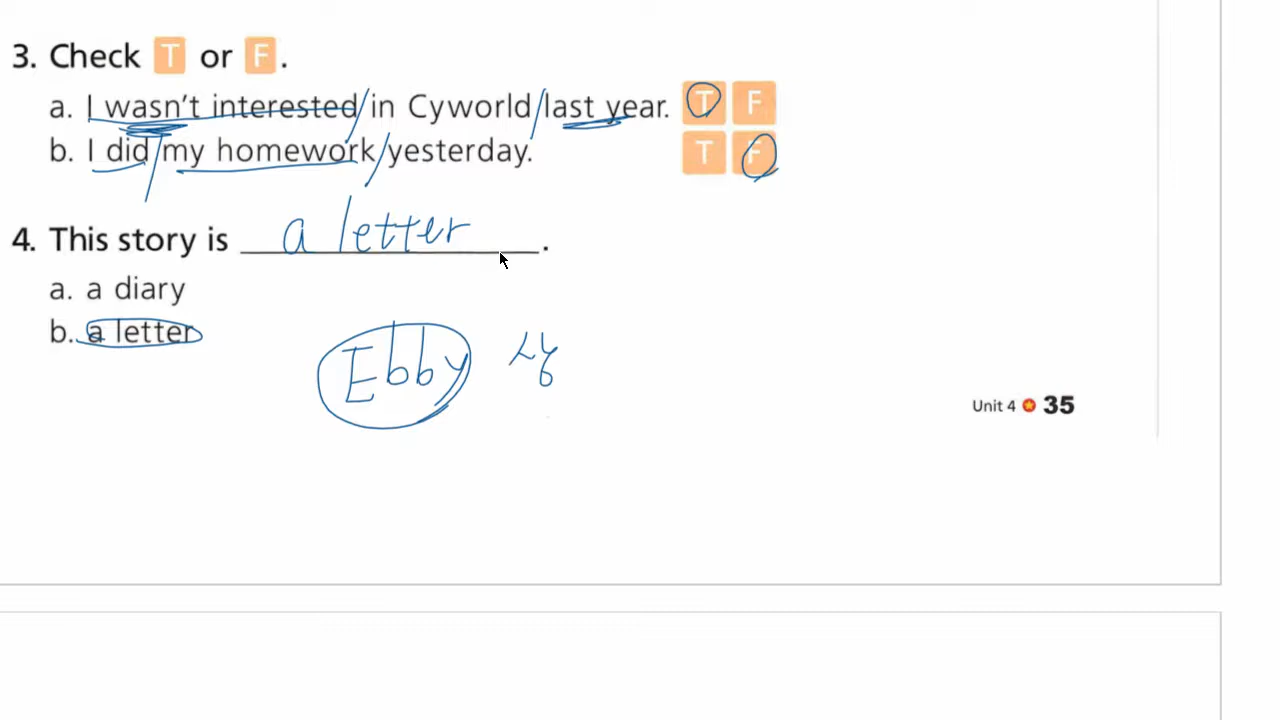 3. Check T or F.
a. I wasn't interested/in Cyworld/last year. T F
b. I did/my homework/yesterday. T F
4. This story is a letter.
a. a diary
b. a letter
Ebby
Unit 4 35